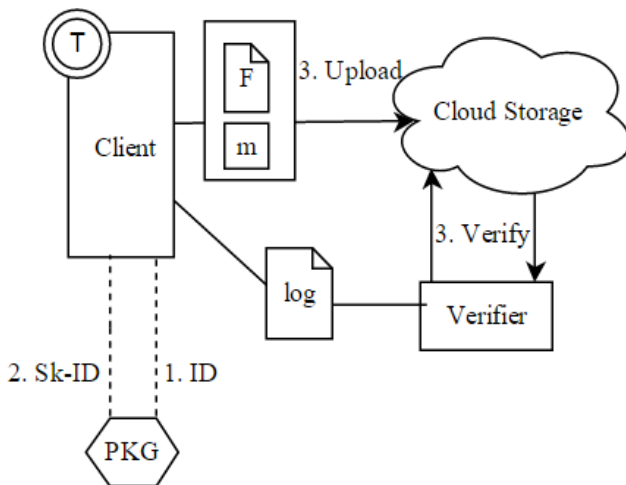 T
F
3. Upload
Cloud Storage
Client
m
3. Verify
log
Verifier
2. Sk-ID
1. ID
PKG